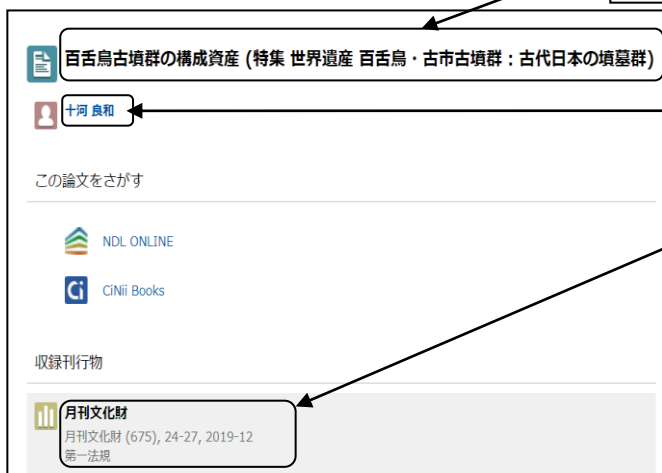 百舌鳥古墳群の構成資産 (特集 世界遺産 百舌鳥・古市古墳群 : 古代日本の墳墓群)
十河 良和
この論文をさがす
NDL ONLINE
Ci CiNii Books
収録刊行物
月刊文化財
月刊文化財 (675), 24-27, 2019-12
第一法規